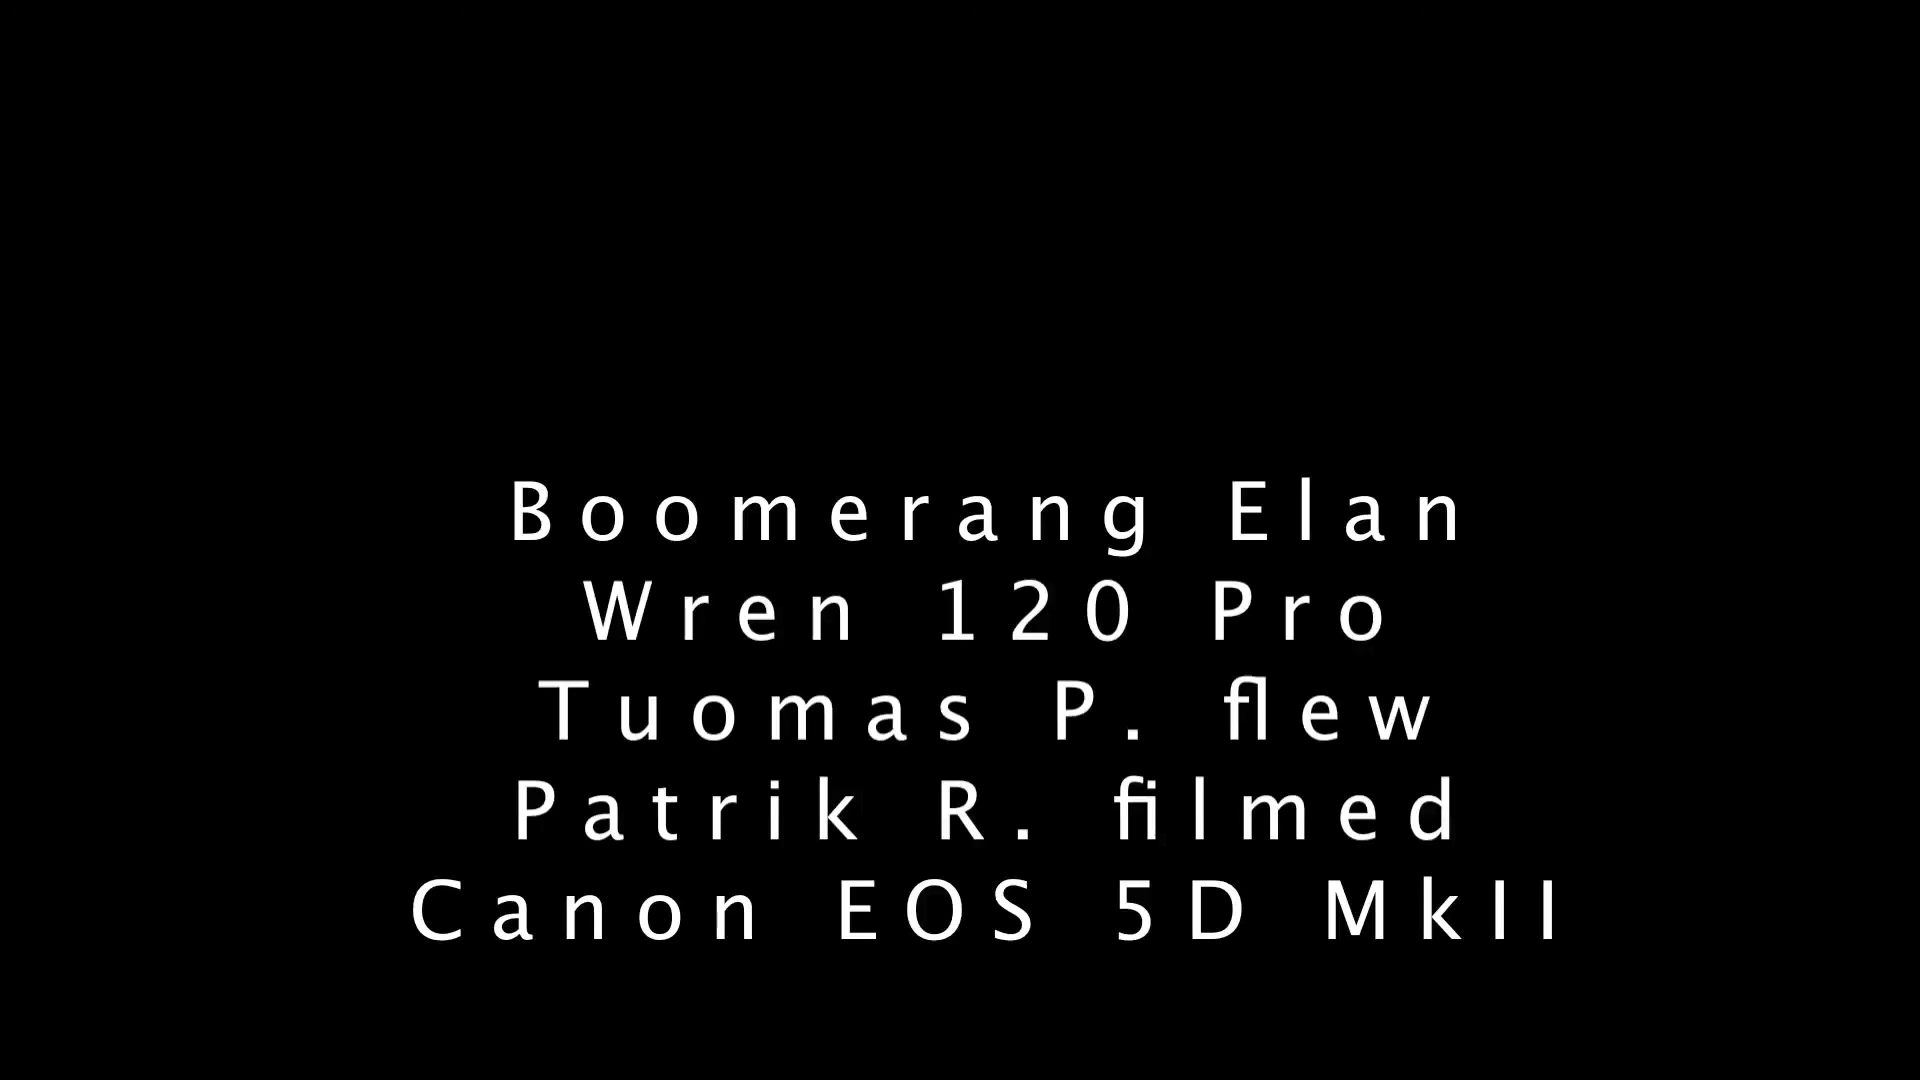 Boomerang Elan
Wren 120 Pro
Tuomas P. flew
Patrik R. filmed
Canon EOS 5D MkII